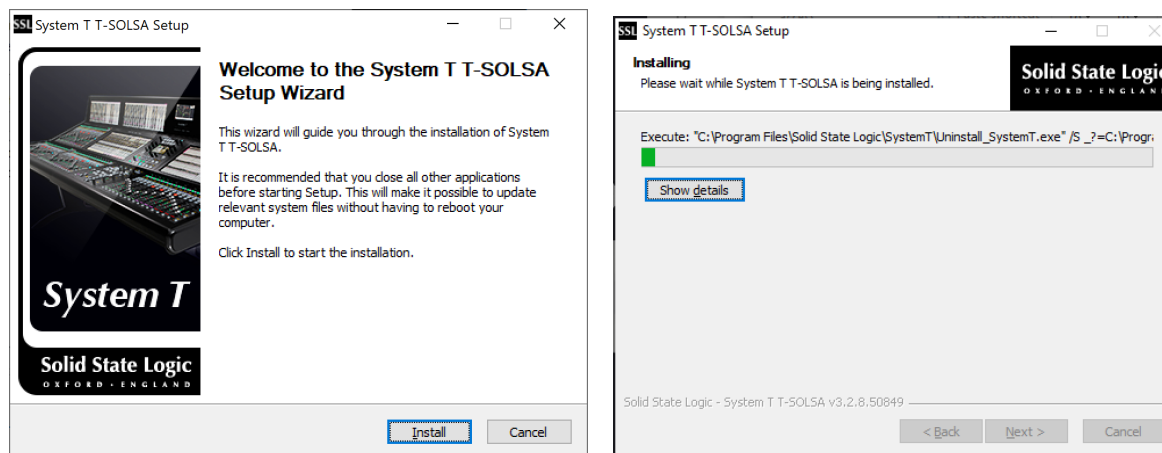 SSL System T T-SOLSA Setup
Welcome to the System T T-SOLSA
Setup Wizard
This wizard will guide you through the installation of System
T T-SOLSA.
It is recommended that you close all other applications
before starting Setup. This will make it possible to update
relevant system files without having to reboot your
computer.
Click Install to start the installation.
System T
Solid State Logic
OXFORD · ENGLAND
Install
Cancel
SSL System T T-SOLSA Setup
Installing
Please wait while System T T-SOLSA is being installed.
Solid State Logic
OXFORD · ENGLAN
Execute: "C:\Program Files\Solid State Logic\SystemT\Uninstall_SystemT.exe" /S _?=C:\Progra
Show details
Solid State Logic - System T T-SOLSA v3.2.8.50849
< Back
Next >
Cancel